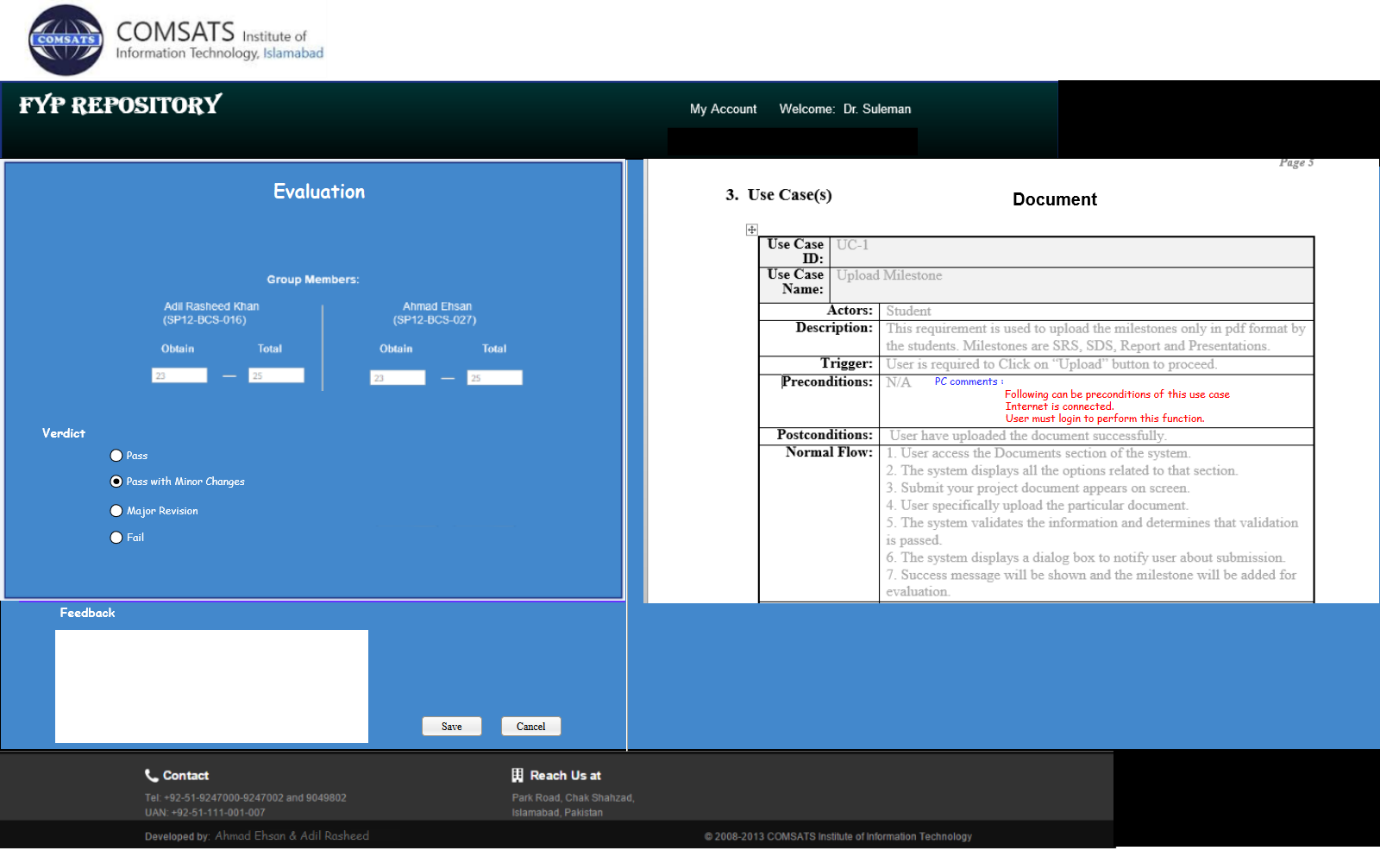 COMSATS
COMSATS Institute of
Information Technology, Islamabad
FYP REPOSITORY
My Account Welcome: Dr. Suleman
Evaluation
Group Members:
Adil Rasheed Khan
(SP12-BCS-016)
Obtain Total
23 — 25
Ahmad Ehsan
(SP12-BCS-027)
Obtain Total
23 — 25
Verdict
Pass
Pass with Minor Changes
Major Revision
Fail
Feedback
Save Cancel
Page 5
3. Use Case(s)
Document
Use Case ID: UC-1
Use Case Name: Upload Milestone
Actors: Student
Description: This requirement is used to upload the milestones only in pdf format by
the students. Milestones are SRS, SDS, Report and Presentations.
Trigger: User is required to Click on “Upload” button to proceed.
Preconditions: N/A PC comments :
Following can be preconditions of this use case
Internet is connected.
User must login to perform this function.
Postconditions: User have uploaded the document successfully.
Normal Flow: 1. User access the Documents section of the system.
2. The system displays all the options related to that section.
3. Submit your project document appears on screen.
4. User specifically upload the particular document.
5. The system validates the information and determines that validation
is passed.
6. The system displays a dialog box to notify user about submission.
7. Success message will be shown and the milestone will be added for
evaluation.
Contact
Tel: +92-51-9247000-9247002 and 9049802
UAN: +92-51-111-001-007
Reach Us at
Park Road, Chak Shahzad,
Islamabad, Pakistan
Developed by: Ahmad Ehsan & Adil Rasheed
© 2008-2013 COMSATS Institute of Information Technology